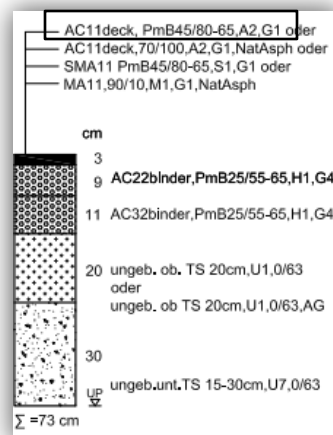 AC11deck, PmB45/80-65,A2,G1 oder
AC11deck,70/100,A2,G1,NatAsph oder
SMA11 PmB45/80-65,S1,G1 oder
MA11,90/10,M1,G1,NatAsph
cm
3
9 AC22binder,PmB25/55-65,H1,G4
11 AC32binder,PmB25/55-65,H1,G4
20 ungeb. ob. TS 20cm,U1,0/63
oder
ungeb. ob TS 20cm,U1,0/63,AG
30
UP ungeb.unt.TS 15-30cm,U7,0/63
∑ =73 cm